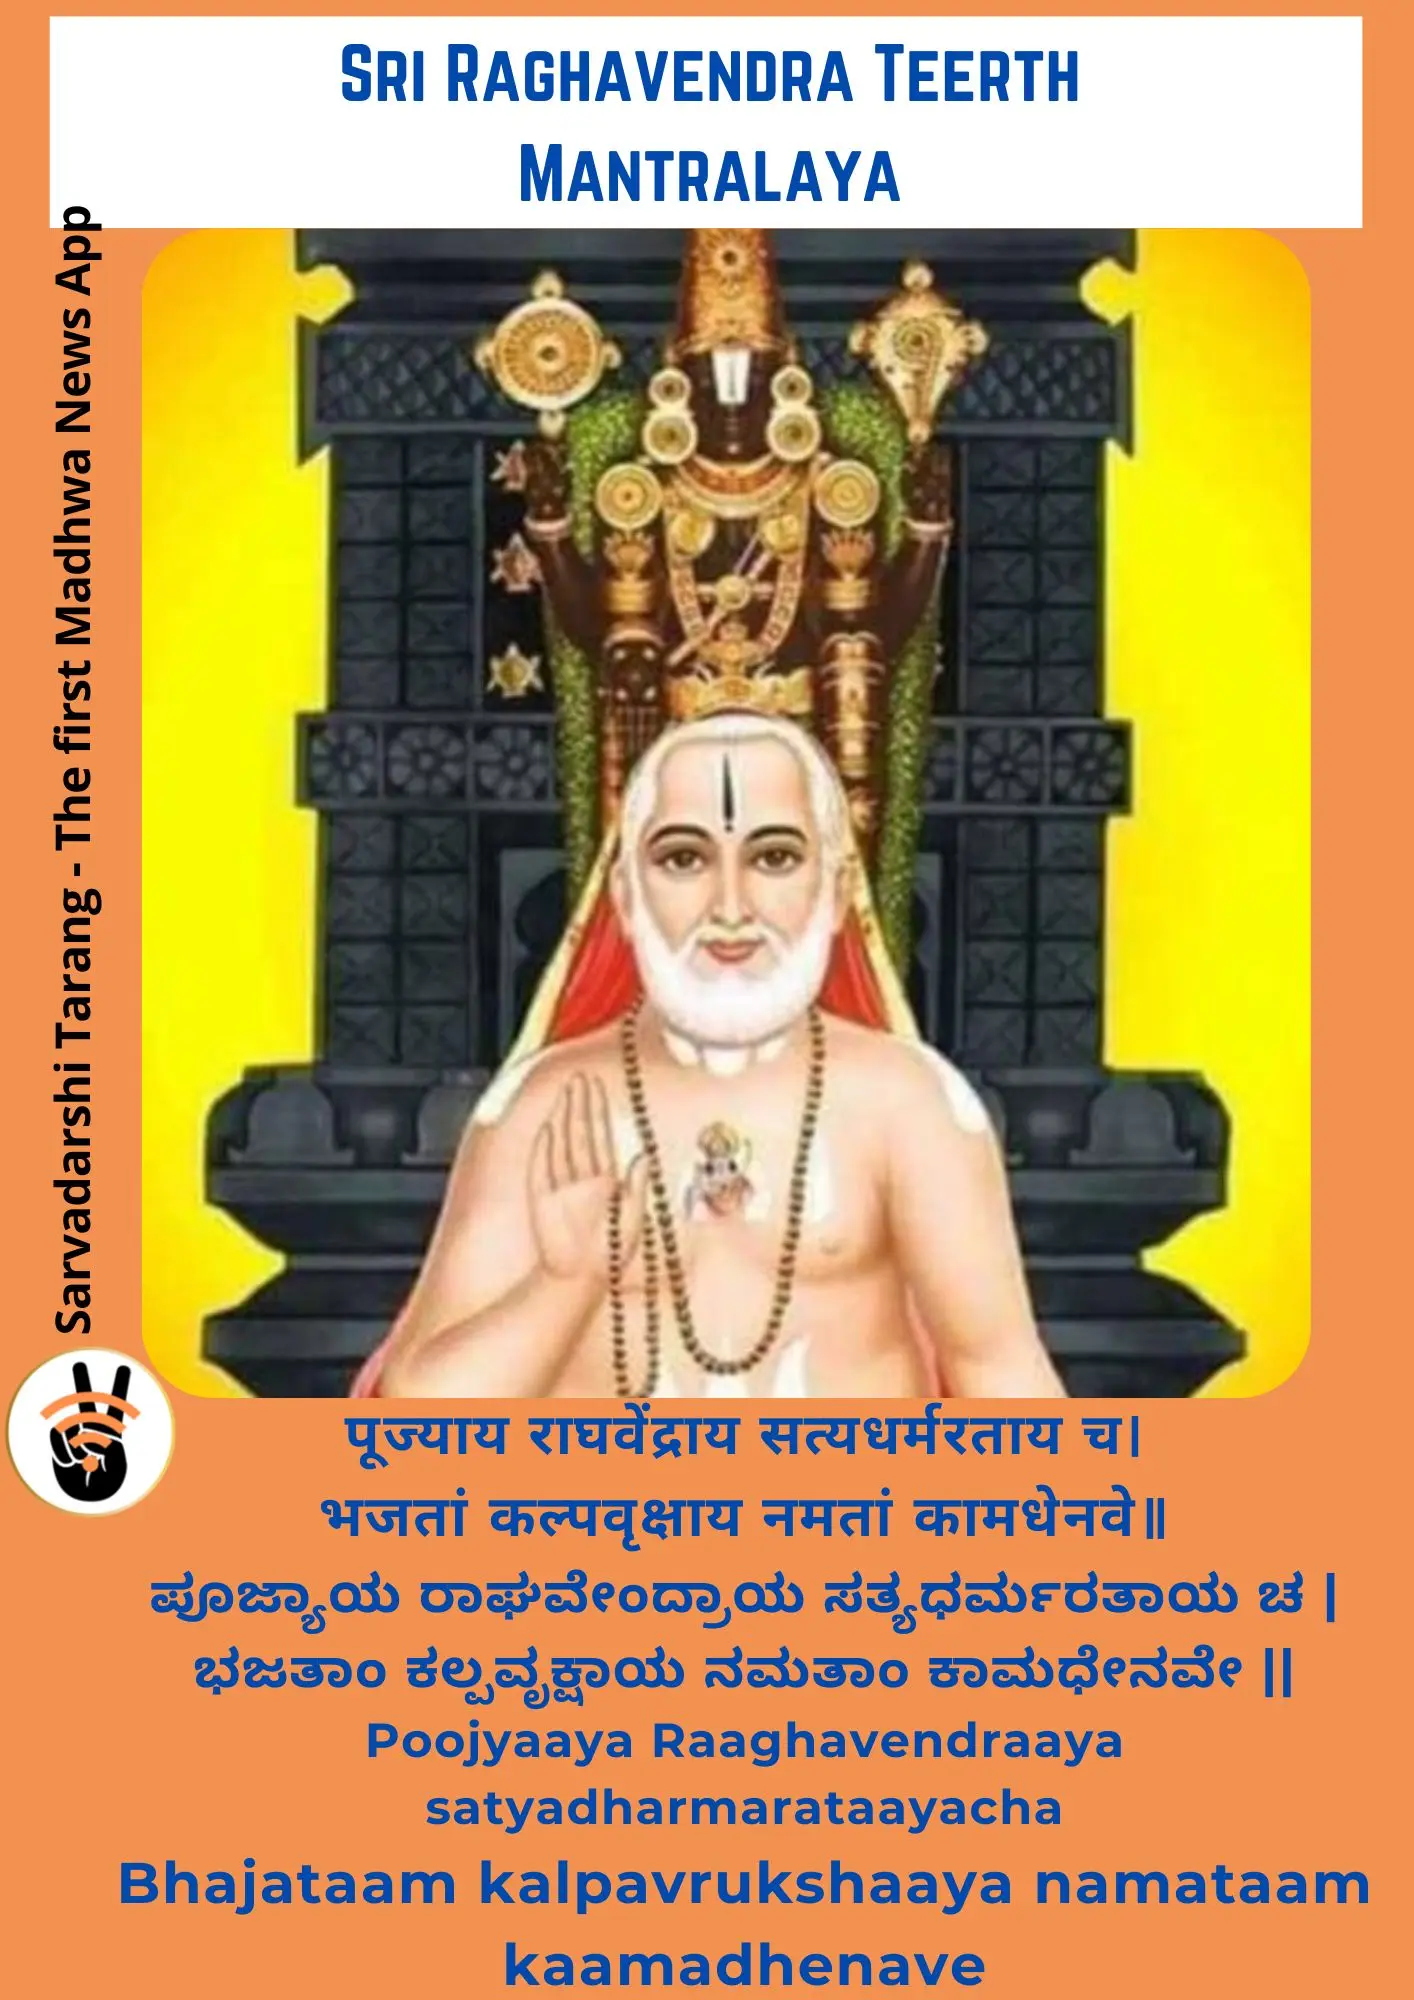 Sri Raghavendra Teerth
Mantralaya
Sarvadarshi Tarang - The first Madhwa News App
पूज्याय राघवेंद्राय सत्यधर्मरताय च।
भजतां कल्पवृक्षाय नमतां कामधेनवे॥
ಪೂಜ್ಯಾಯ ರಾಘವೇಂದ್ರಾಯ ಸತ್ಯಧರ್ಮರತಾಯ ಚ |
ಭಜತಾಂ ಕಲ್ಪವೃಕ್ಷಾಯ ನಮತಾಂ ಕಾಮಧೇನವೇ ||
Poojyaaya Raaghavendraaya
satyadharmarataayacha
Bhajataam kalpavrukshaaya namataam
kaamadhenave